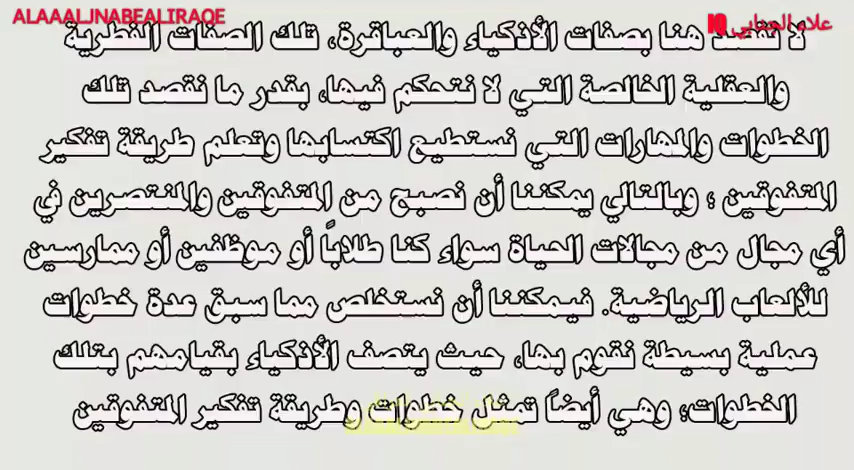 ALAAALJNABEALIRAQE
علاء الجنابي
لا نقصد هنا بصفات الأذكياء والعباقرة، تلك الصفات الفطرية
والعقلية الخالصة التي لا نتحكم فيها، بقدر ما نقصد تلك
الخطوات والمهارات التي نستطيع اكتسابها وتعلم طريقة تفكير
المتفوقين ؛ وبالتالي يمكننا أن نصبح من المتفوقين والمنتصرين في
أي مجال من مجالات الحياة سواء كنا طلاباً أو موظفين أو ممارسين
للألعاب الرياضية. فيمكننا أن نستخلص مما سبق عدة خطوات
عملية بسيطة نقوم بها، حيث يتصف الأذكياء بقيامهم بتلك
الخطوات؛ وهي أيضاً تمثل خطوات وطريقة تفكير المتفوقين